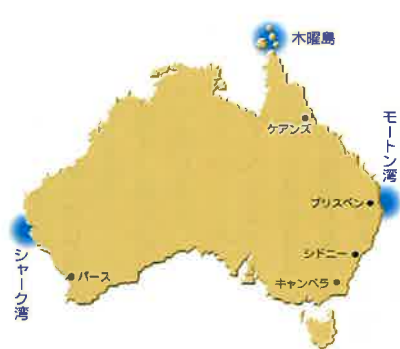 木曜島
ケアンズ
モートン湾
ブリスベン
シドニー
シャーク湾
パース
キャンベラ